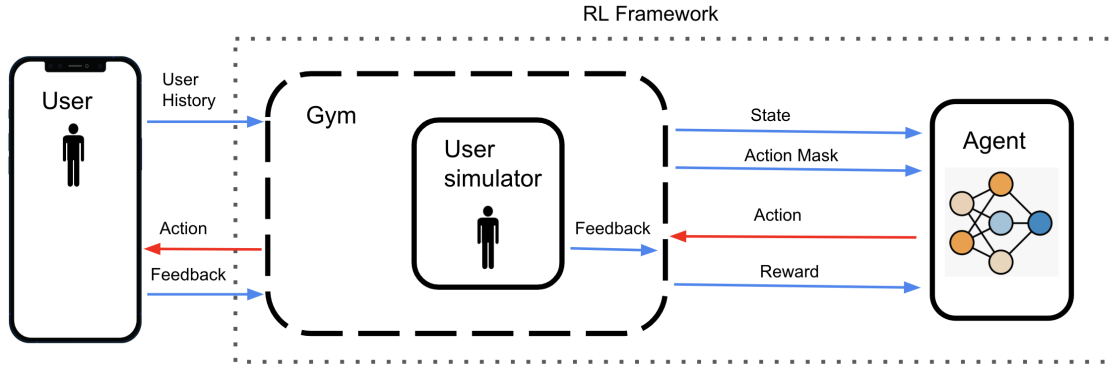 RL Framework
User
User
History
Action
Feedback
Gym
User
simulator
Feedback
State
Action Mask
Action
Reward
Agent